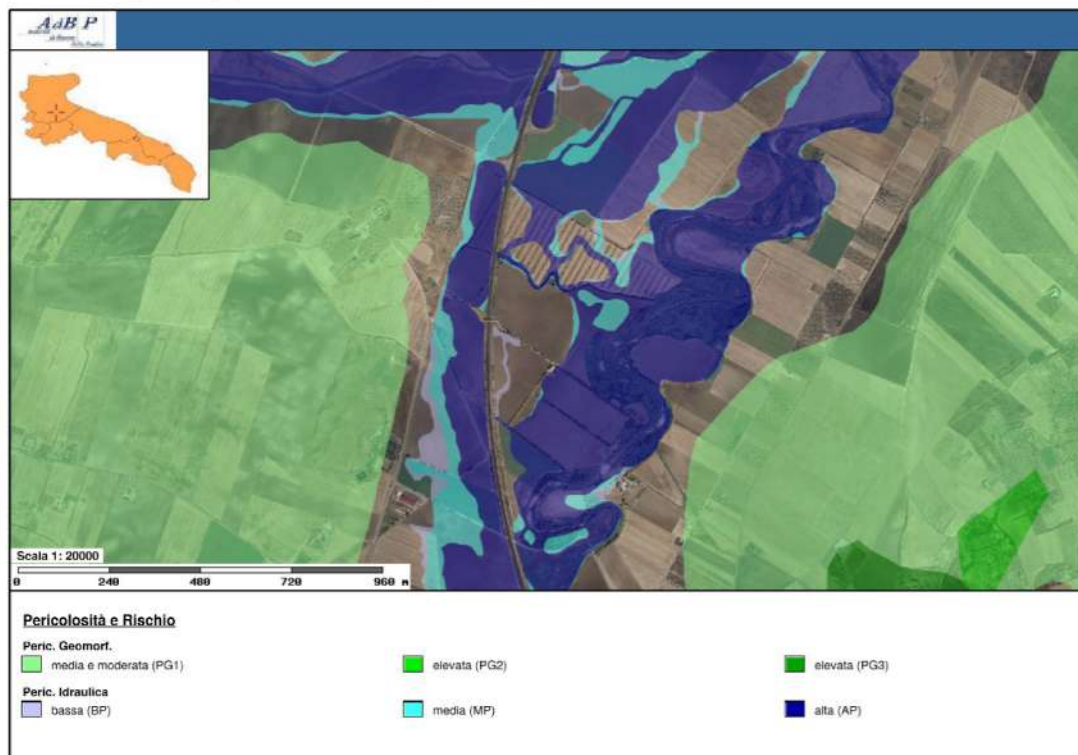 AdB P
Scala 1: 20000
0 240 480 720 960 m
Pericolosità e Rischio
Peric. Geomorf.
media e moderata (PG1)
elevata (PG2)
elevata (PG3)
Peric. Idraulica
bassa (BP)
media (MP)
alta (AP)